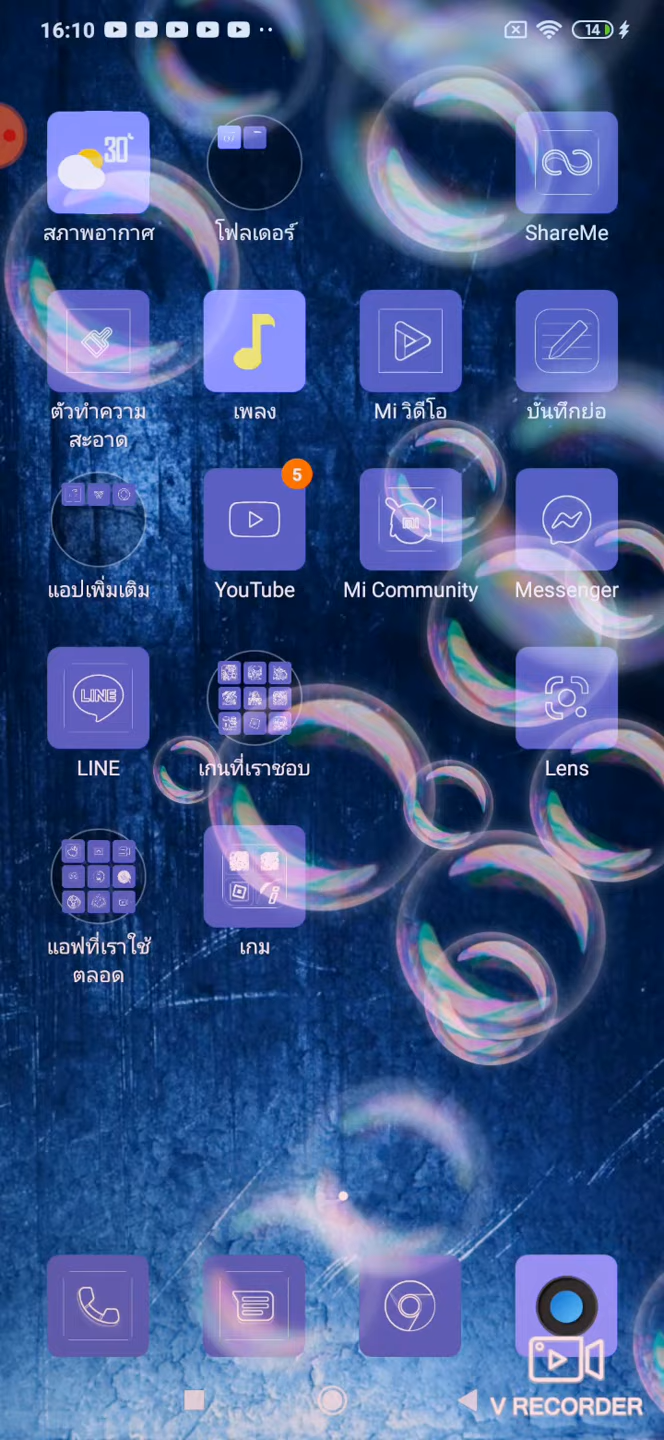 16:10
14
30°
สภาพอากาศ
โฟลเดอร์
ShareMe
ตัวทำความ
สะอาด
เพลง
Mi วิดีโอ
บันทึกย่อ
5
แอปเพิ่มเติม
YouTube
Mi Community
Messenger
LINE
LINE
เกนที่เราชอบ
Lens
แอฟที่เราใช้
ตลอด
เกม
V RECORDER